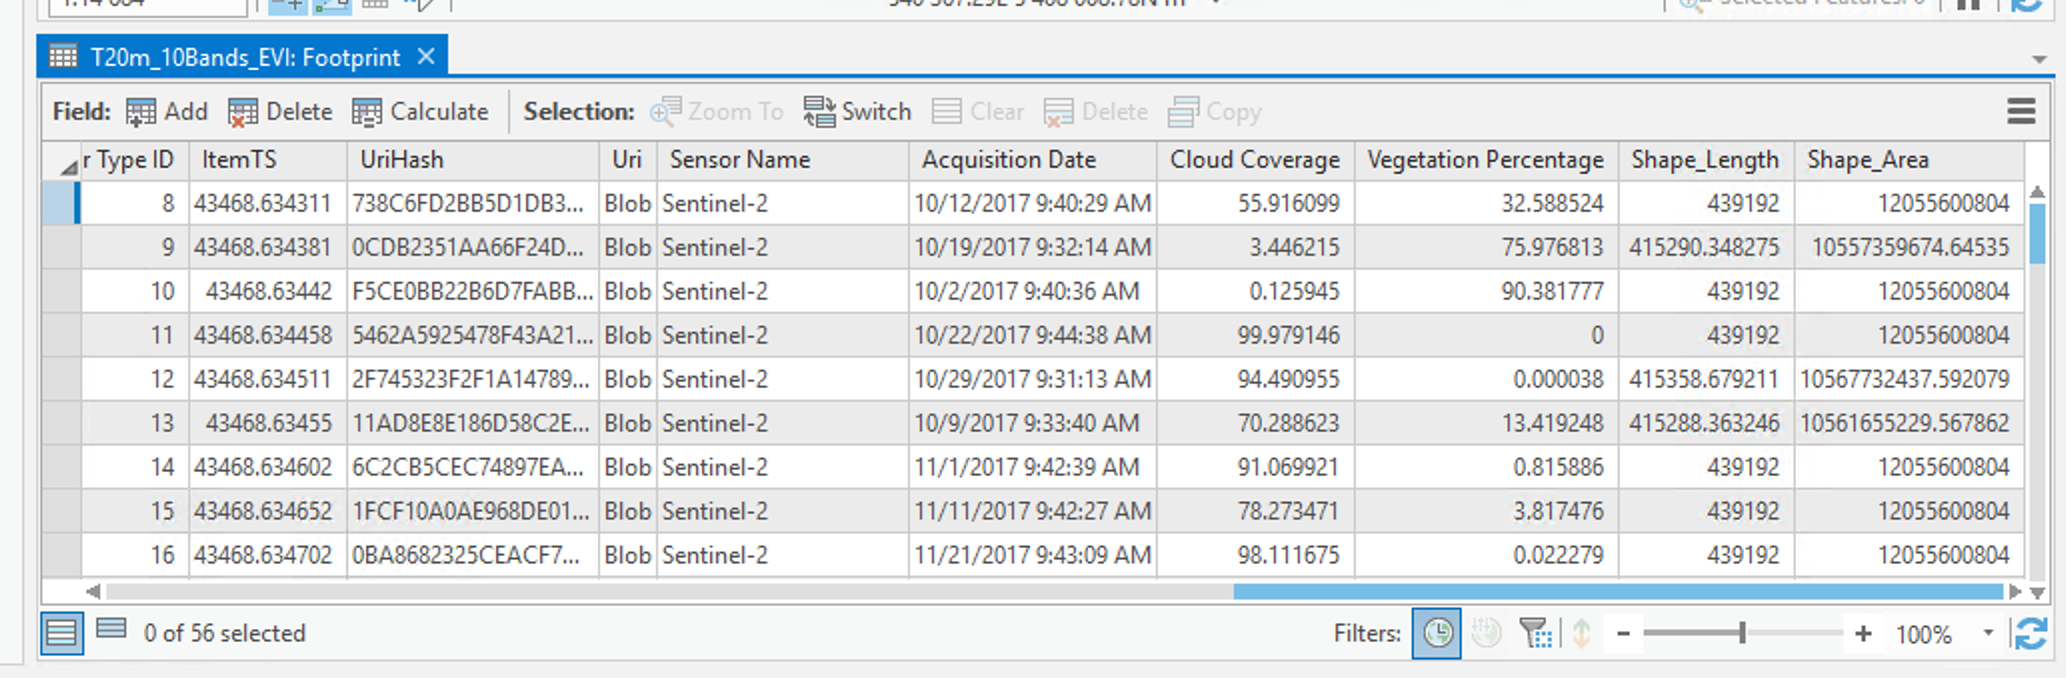 T20m_10Bands_EVI: Footprint
Field: Add Delete Calculate Selection: Zoom To Switch Clear Delete Copy
r Type ID ItemTS UriHash Uri Sensor Name Acquisition Date Cloud Coverage Vegetation Percentage Shape_Length Shape_Area
8 43468.634311 738C6FD2BB5D1DB3... Blob Sentinel-2 10/12/2017 9:40:29 AM 55.916099 32.588524 439192 12055600804
9 43468.634381 0CDB2351AA66F24D... Blob Sentinel-2 10/19/2017 9:32:14 AM 3.446215 75.976813 415290.348275 10557359674.64535
10 43468.63442 F5CE0BB22B6D7FABB... Blob Sentinel-2 10/2/2017 9:40:36 AM 0.125945 90.381777 439192 12055600804
11 43468.634458 5462A5925478F43A21... Blob Sentinel-2 10/22/2017 9:44:38 AM 99.979146 0 439192 12055600804
12 43468.634511 2F745323F2F1A14789... Blob Sentinel-2 10/29/2017 9:31:13 AM 94.490955 0.000038 415358.679211 10567732437.592079
13 43468.63455 11AD8E8E186D58C2E... Blob Sentinel-2 10/9/2017 9:33:40 AM 70.288623 13.419248 415288.363246 10561655229.567862
14 43468.634602 6C2CB5CEC74897EA... Blob Sentinel-2 11/1/2017 9:42:39 AM 91.069921 0.815886 439192 12055600804
15 43468.634652 1FCF10A0AE968DE01... Blob Sentinel-2 11/11/2017 9:42:27 AM 78.273471 3.817476 439192 12055600804
16 43468.634702 0BA8682325CEACF7... Blob Sentinel-2 11/21/2017 9:43:09 AM 98.111675 0.022279 439192 12055600804
0 of 56 selected Filters: 100%